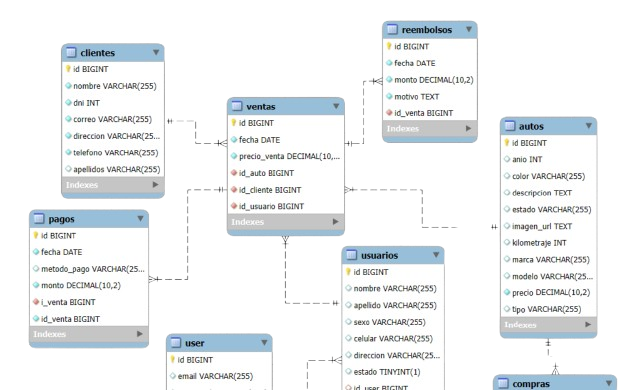 clientes
id BIGINT
nombre VARCHAR(255)
dni INT
correo VARCHAR(255)
direccion VARCHAR(25...
telefono VARCHAR(255)
apellidos VARCHAR(255)
Indexes
ventas
id BIGINT
fecha DATE
precio_venta DECIMAL(10,...
id_auto BIGINT
id_cliente BIGINT
id_usuario BIGINT
Indexes
reembolsos
id BIGINT
fecha DATE
monto DECIMAL(10,2)
motivo TEXT
id_venta BIGINT
Indexes
autos
id BIGINT
anio INT
color VARCHAR(255)
descripcion TEXT
estado VARCHAR(255)
imagen_url TEXT
kilometraje INT
marca VARCHAR(255)
modelo VARCHAR(25...
precio DECIMAL(10,2)
tipo VARCHAR(255)
Indexes
pagos
id BIGINT
fecha DATE
metodo_pago VARCHAR(25...
monto DECIMAL(10,2)
i_venta BIGINT
id_venta BIGINT
Indexes
usuarios
id BIGINT
nombre VARCHAR(255)
apellido VARCHAR(255)
sexo VARCHAR(255)
celular VARCHAR(255)
direccion VARCHAR(25...
estado TINYINT(1)
id_user BIGINT
user
id BIGINT
email VARCHAR(255)
compras